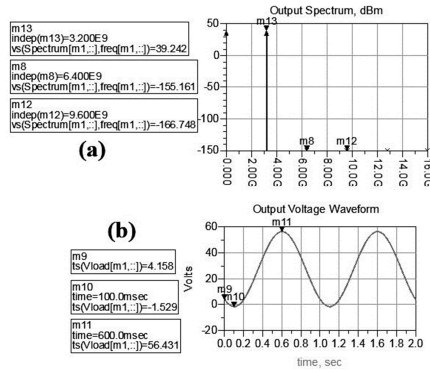 m13
indep(m13)=3.200E9
vs(Spectrum[m1,::],freq[m1,::])=39.242
m8
indep(m8)=6.400E9
vs(Spectrum[m1,::],freq[m1,::])=-155.161
m12
indep(m12)=9.600E9
vs(Spectrum[m1,::],freq[m1,::])=-166.748
(a)
Output Spectrum, dBm
m13
m8
m12
50
0
-50
-100
-150
0.000
2.00G
4.00G
6.00G
8.00G
10.0G
12.0G
14.0G
16.0G
(b)
m9
ts(Vload[m1,::])=4.158
m10
time=100.0msec
ts(Vload[m1,::])=-1.529
m11
time=600.0msec
ts(Vload[m1,::])=56.431
Output Voltage Waveform
m11
m9
m10
Volts
60
40
20
0
-20
0.0 0.2 0.4 0.6 0.8 1.0 1.2 1.4 1.6 1.8 2.0
time, sec